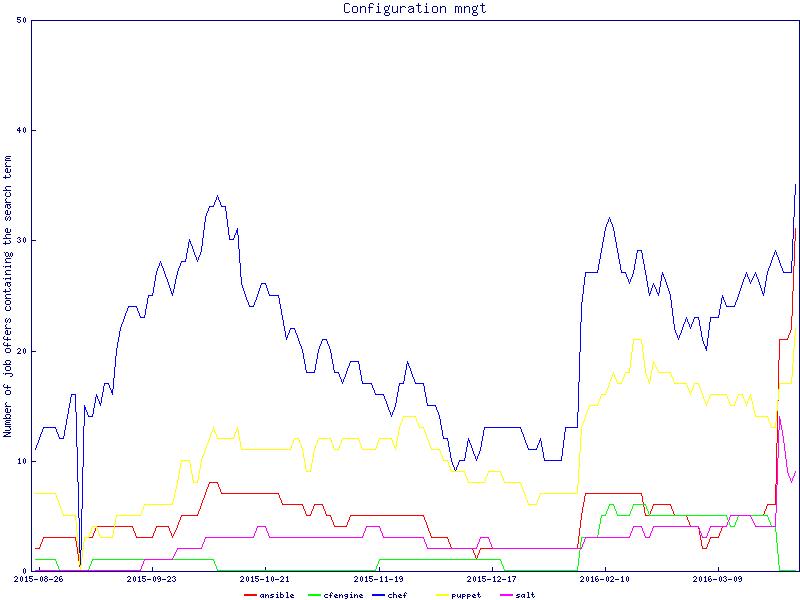 Configuration mngt
50
40
30
20
10
0
Number of job offers containing the search term
2015-08-26 2015-09-23 2015-10-21 2015-11-19 2015-12-17 2016-02-10 2016-03-09
ansible cfengine chef puppet salt